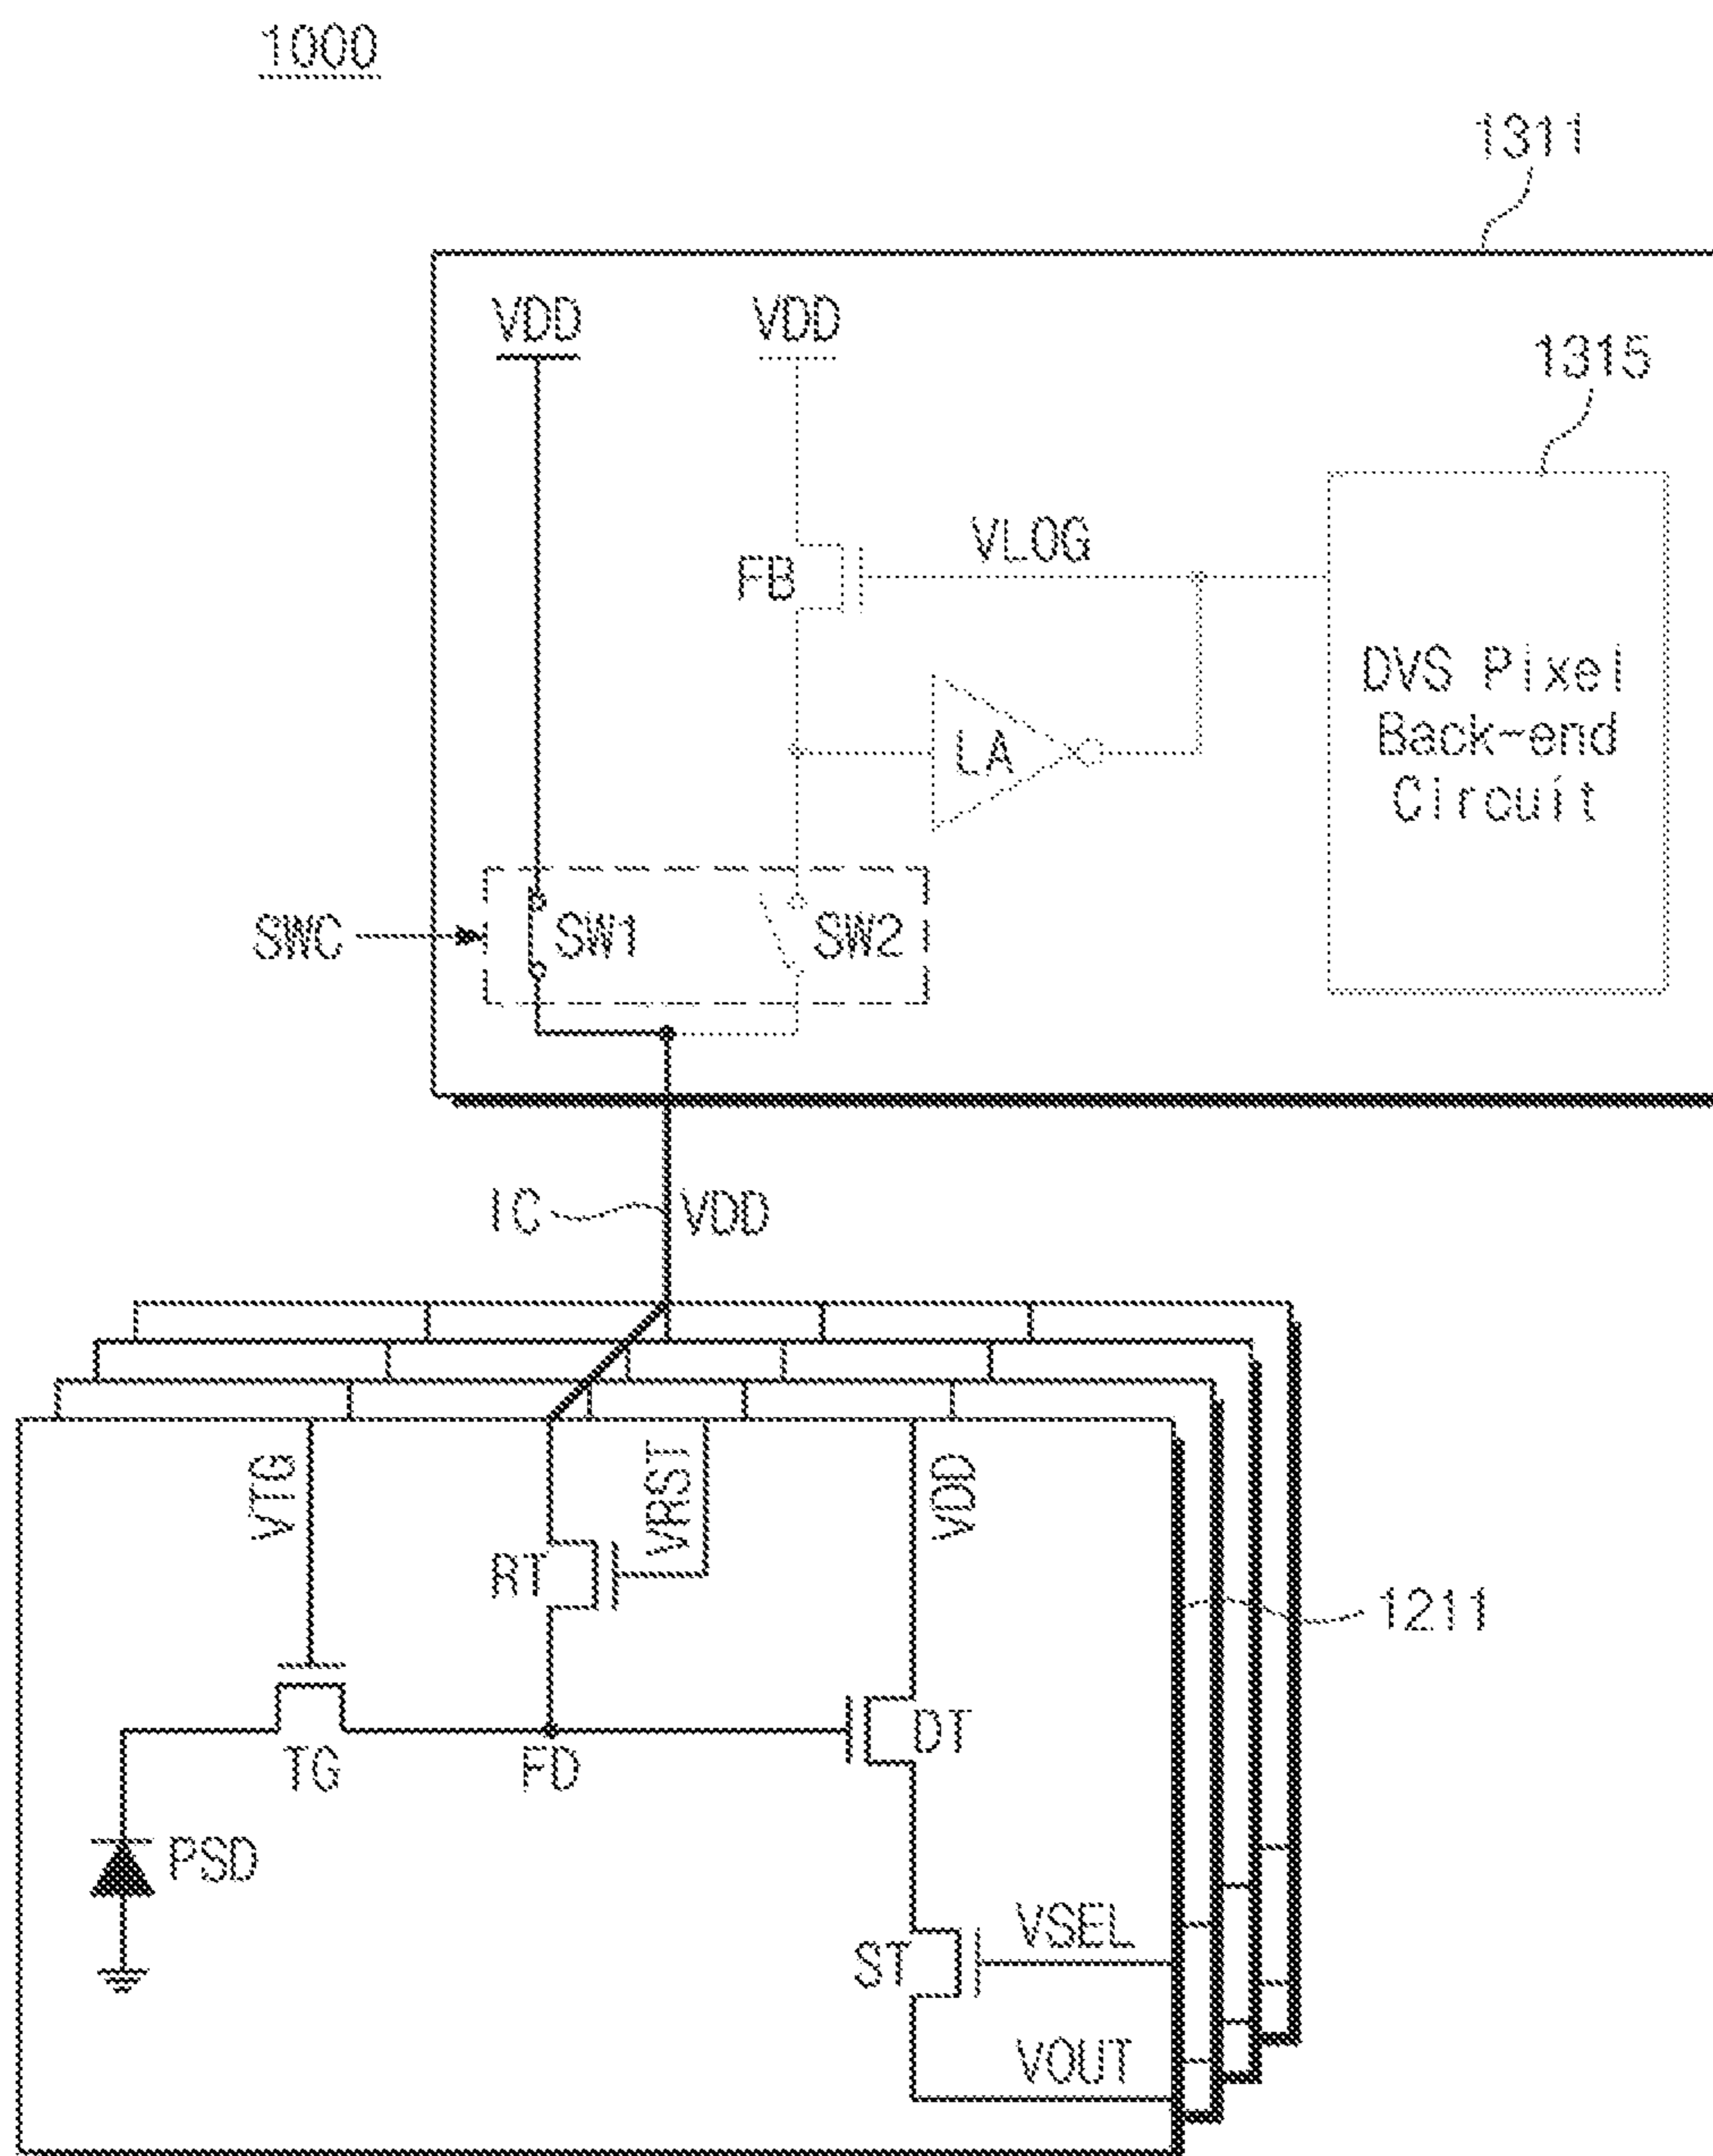 1000
1311
VDD
VDD
1315
VLOG
FB
DVS Pixel
Back-end
Circuit
LA
SWC
SW1
SW2
IC
VDD
VTG
VRST
VDD
RT
1211
TG
FD
DT
PSD
VSEL
ST
VOUT